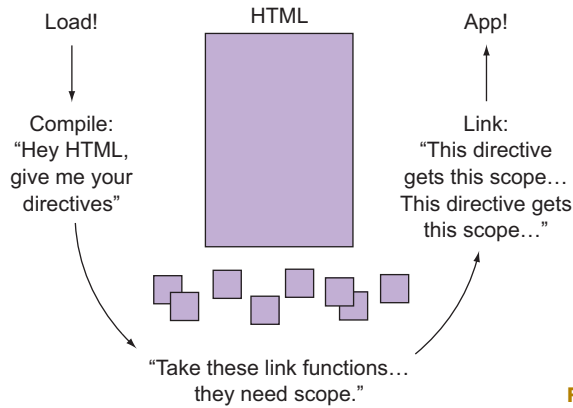 Load!
HTML
App!
Compile:
“Hey HTML,
give me your
directives”
Link:
“This directive
gets this scope…
This directive gets
this scope…”
“Take these link functions…
they need scope.”
F